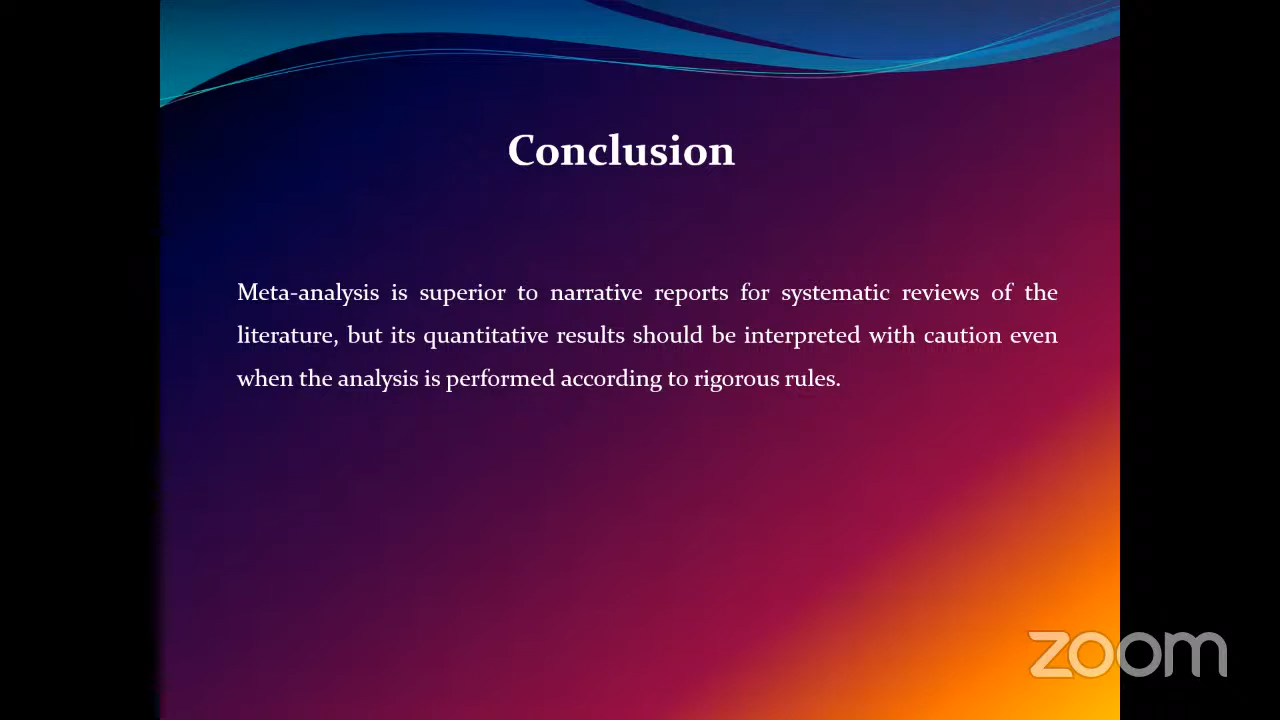 Conclusion
Meta-analysis is superior to narrative reports for systematic reviews of the
literature, but its quantitative results should be interpreted with caution even
when the analysis is performed according to rigorous rules.
zoom